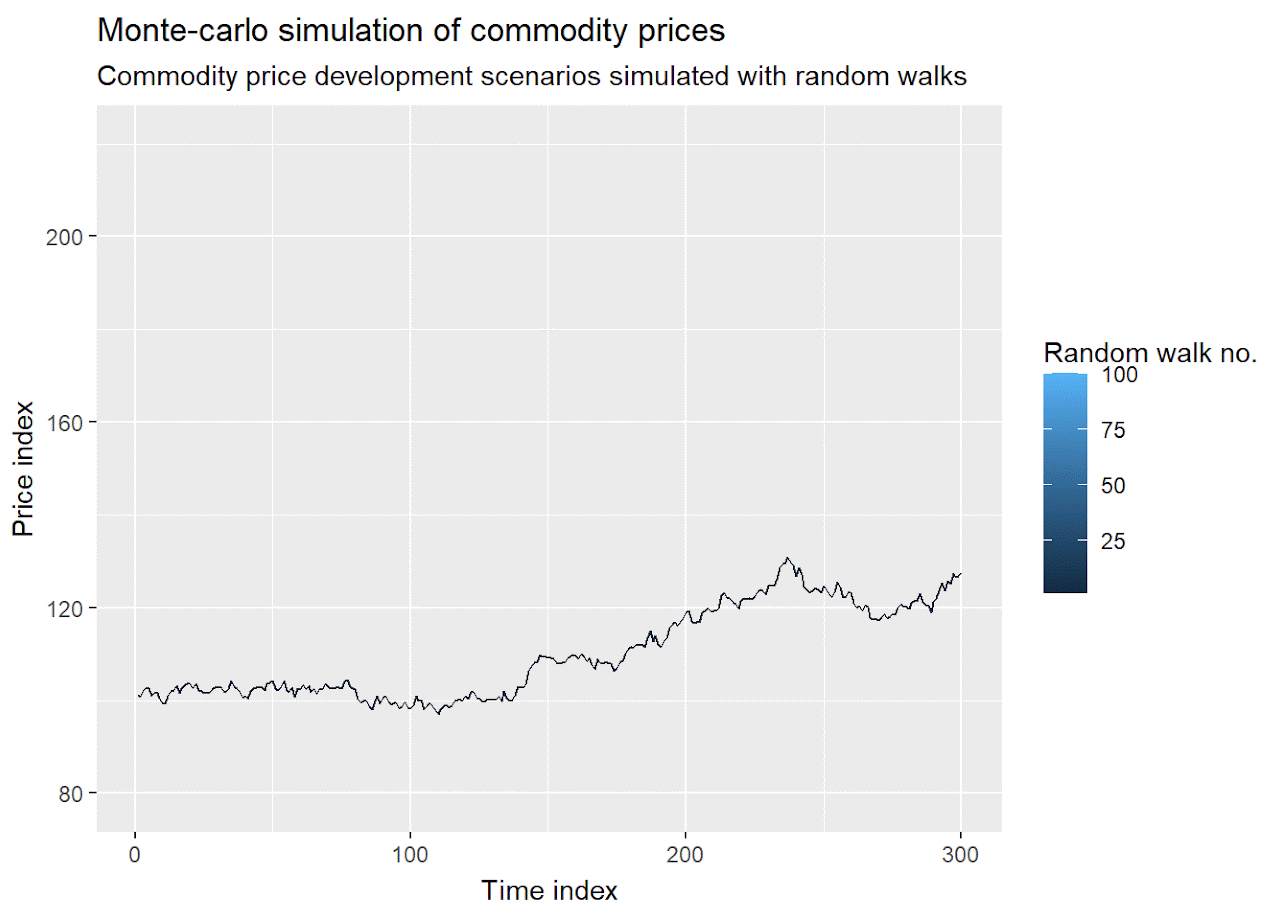 Monte-carlo simulation of commodity prices
Commodity price development scenarios simulated with random walks
Price index
200
160
120
80
0 100 200 300
Time index
Random walk no.
100
75
50
25